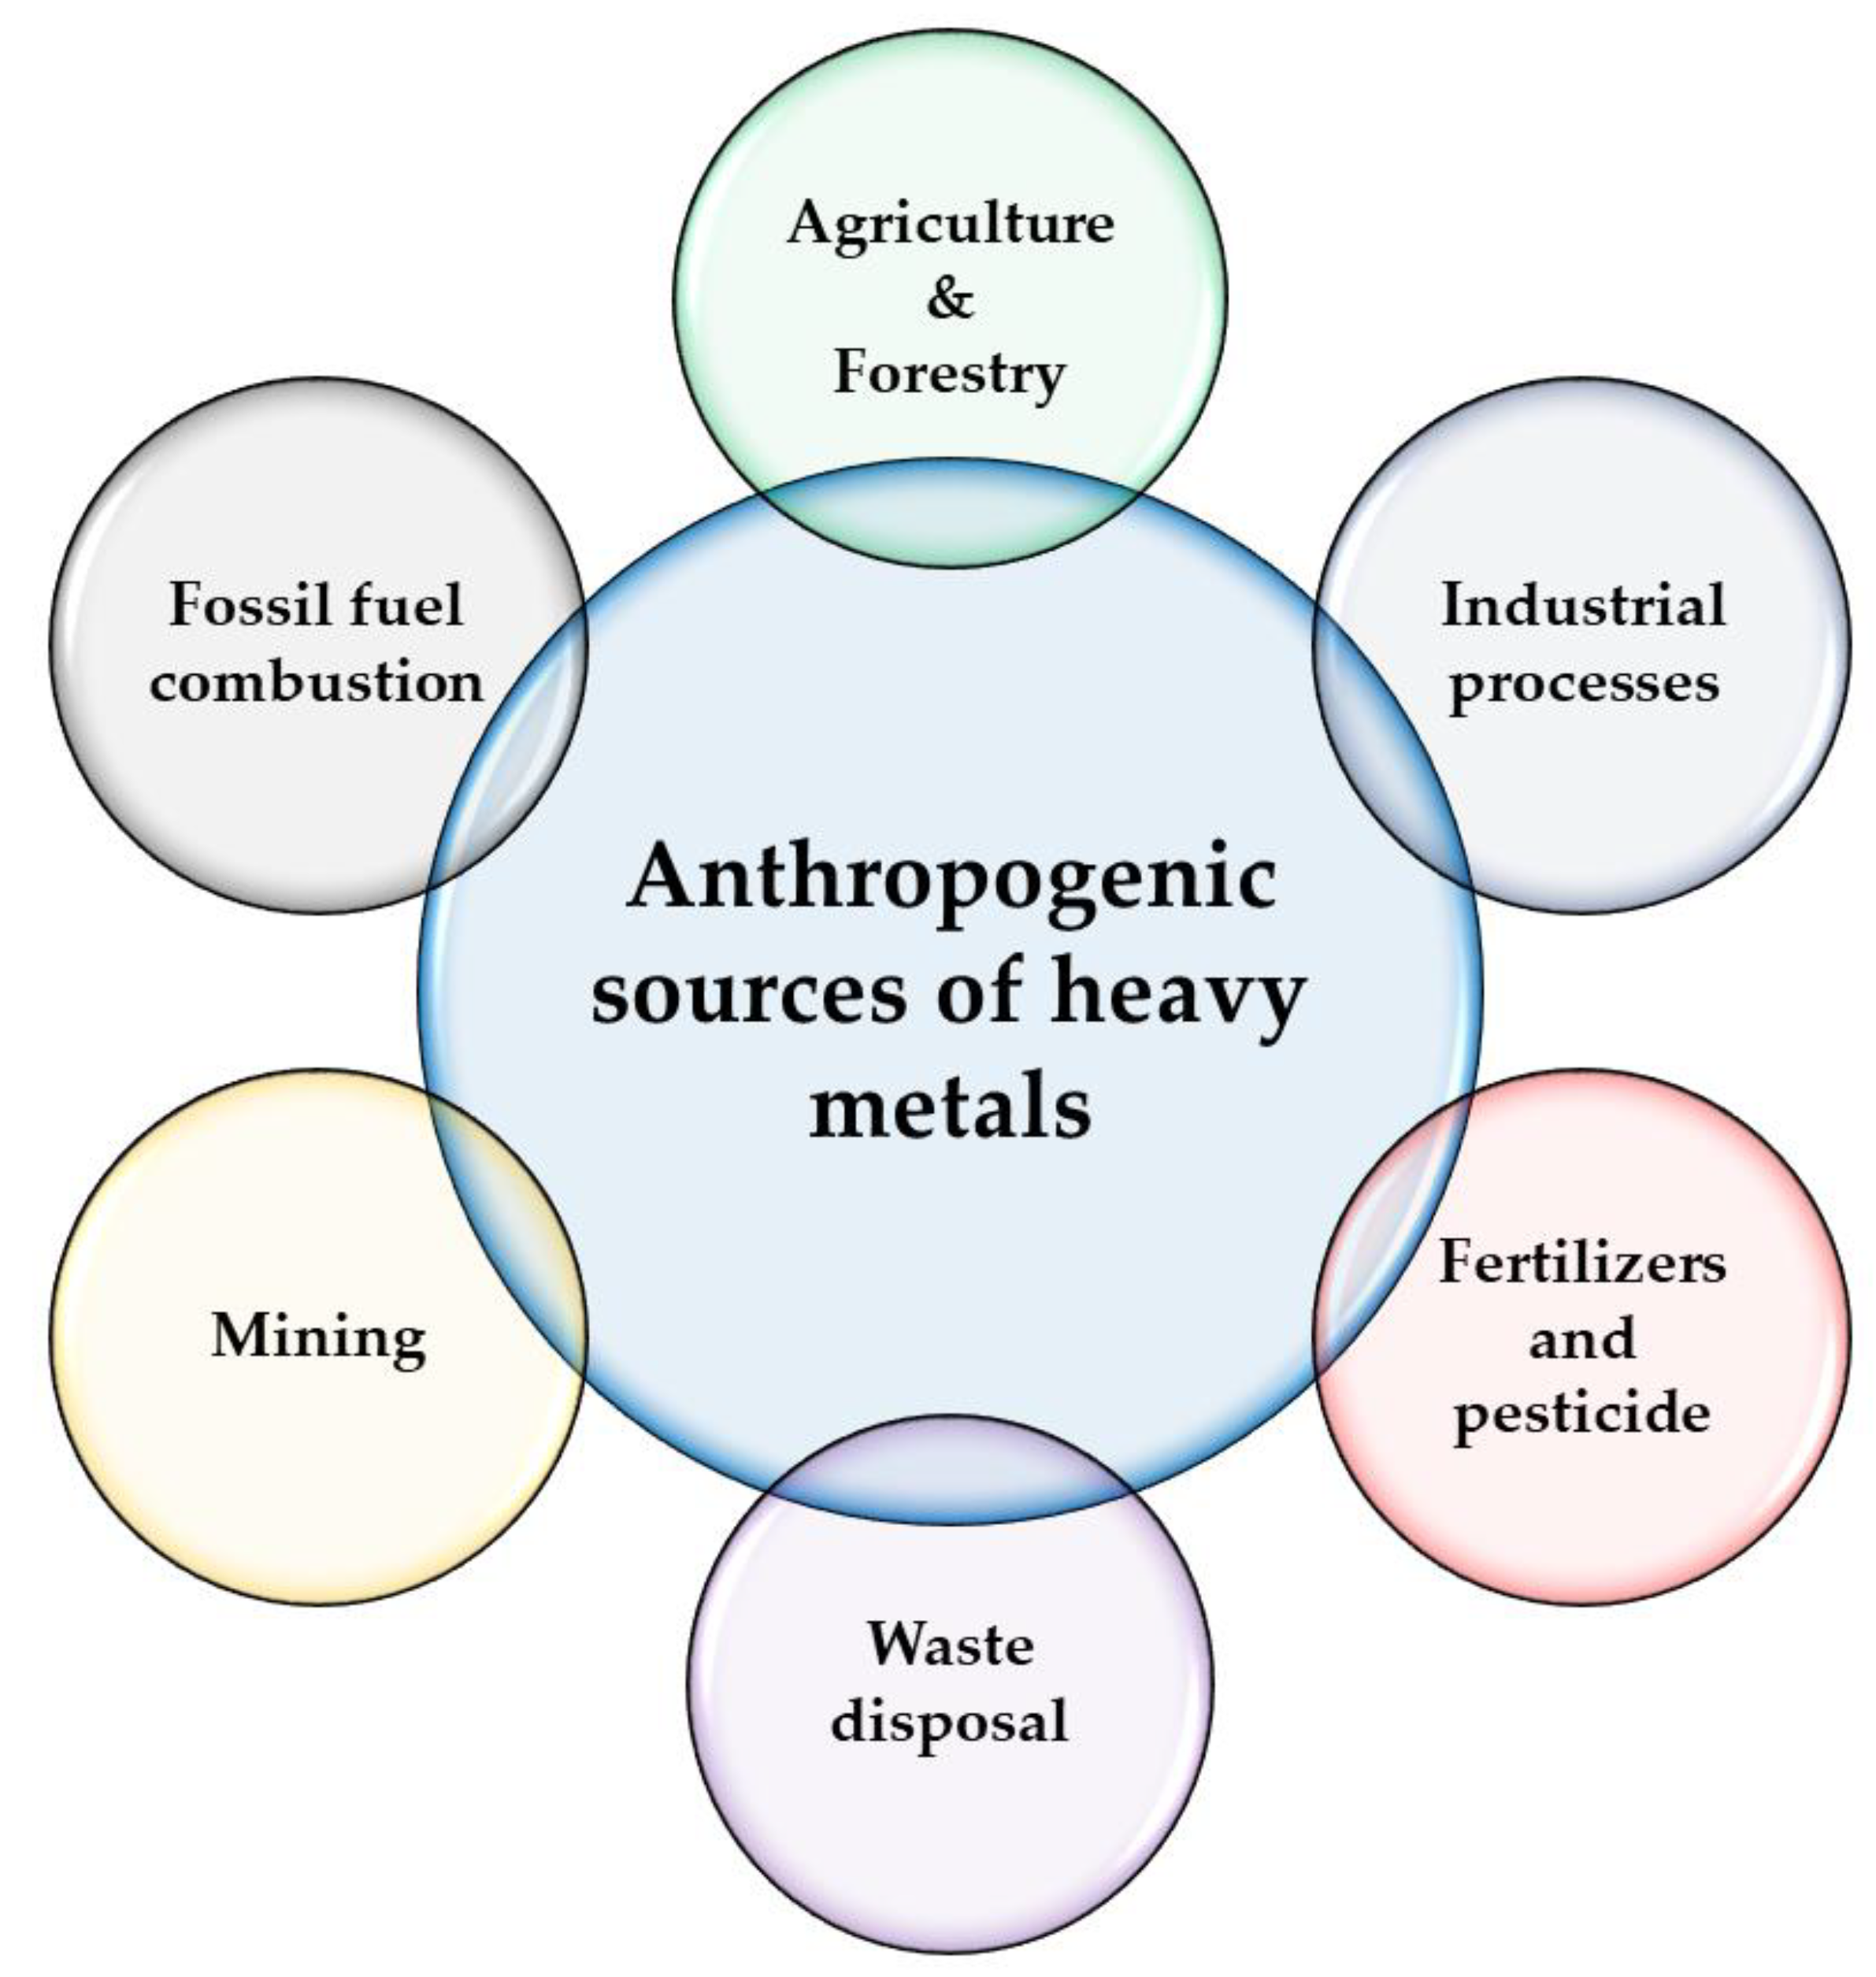 Agriculture
&
Forestry
Fossil fuel
combustion
Industrial
processes
Anthropogenic
sources of heavy
metals
Mining
Fertilizers
and
pesticide
Waste
disposal